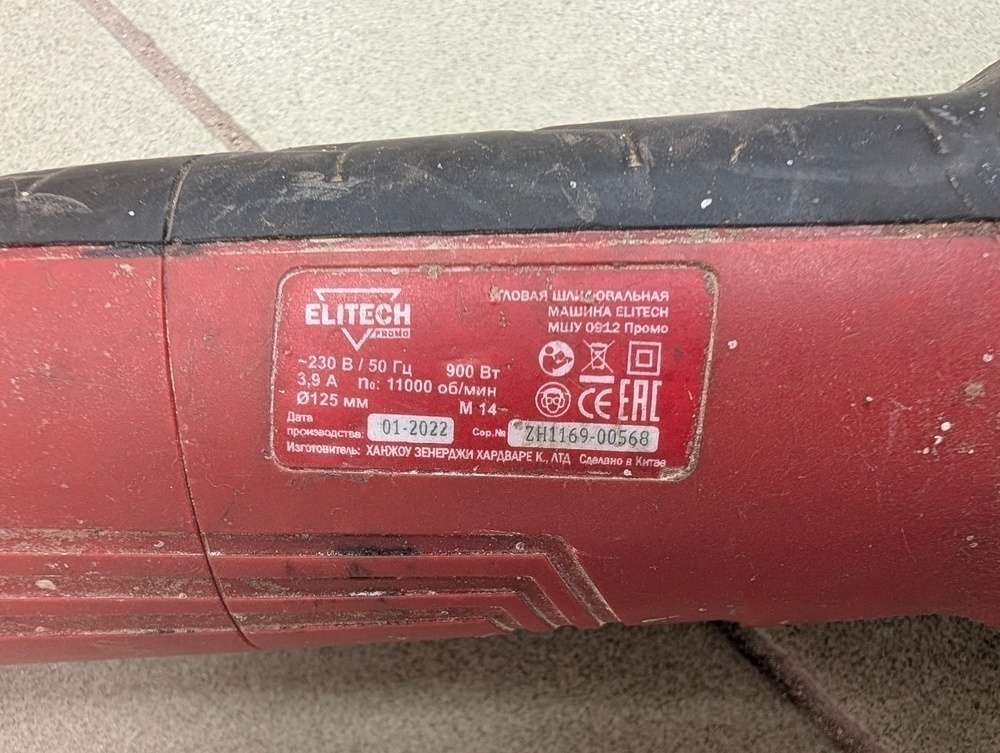 ELITECH
PROMO
УГЛОВАЯ ШЛИФОВАЛЬНАЯ
МАШИНА ELITECH
МШУ 0912 Промо
~230 В / 50 Гц 900 Вт
3,9 А n₀: 11000 об/мин
Ø125 мм М 14
CE EAC
Дата
производства: 01-2022 Сер.№ ZH1169-00568
Изготовитель: ХАНЖОУ ЗЕНЕРДЖИ ХАРДВАРЕ К., ЛТД Сделано в Китае